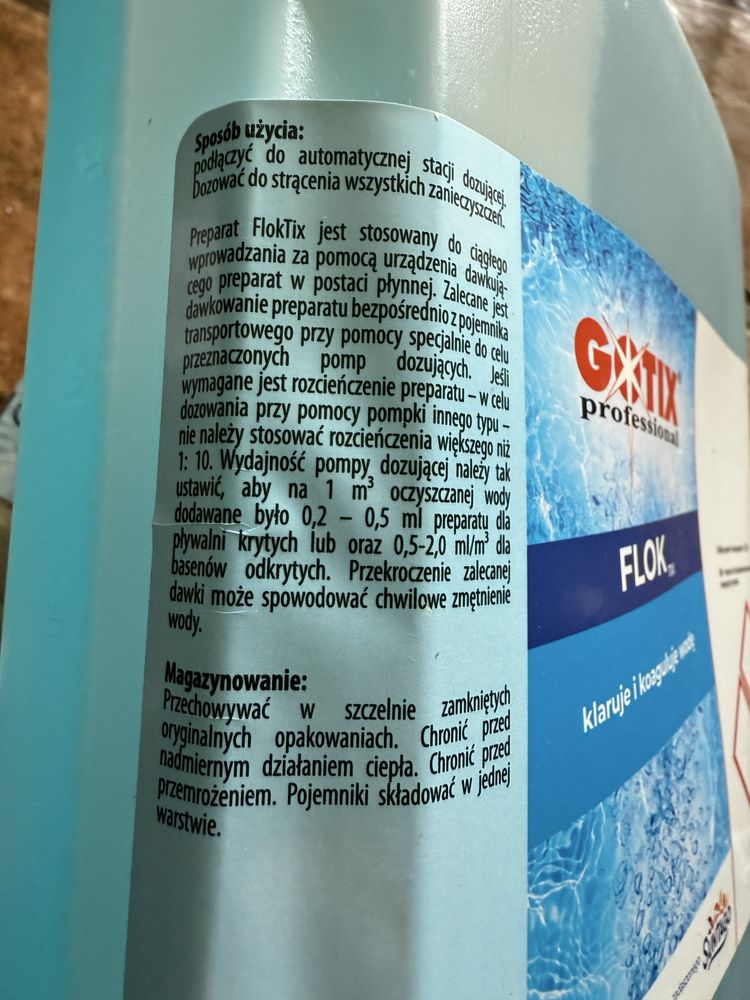 Sposób użycia:
podłączyć do automatycznej stacji dozującej.
Dozować do strącenia wszystkich zanieczyszczeń.
Preparat FlokTix jest stosowany do ciągłego
wprowadzania za pomocą urządzenia dawkują-
cego preparat w postaci płynnej. Zalecane jest
dawkowanie preparatu bezpośrednio z pojemnika
transportowego przy pomocy specjalnie do celu
przeznaczonych pomp dozujących. Jeśli
wymagane jest rozcieńczenie preparatu – w celu
dozowania przy pomocy pompki innego typu –
nie należy stosować rozcieńczenia większego niż
1: 10. Wydajność pompy dozującej należy tak
ustawić, aby na 1 m³ oczyszczanej wody
dodawane było 0,2 – 0,5 ml preparatu dla
pływalni krytych lub oraz 0,5-2,0 ml/m³ dla
basenów odkrytych. Przekroczenie zalecanej
dawki może spowodować chwilowe zmętnienie
wody.
Magazynowanie:
Przechowywać w szczelnie zamkniętych
oryginalnych opakowaniach. Chronić przed
nadmiernym działaniem ciepła. Chronić przed
przemrożeniem. Pojemniki składować w jednej
warstwie.
GOTIX
professional
FLOK TIX
klaruje i koaguluje wodę
SUNTAGO